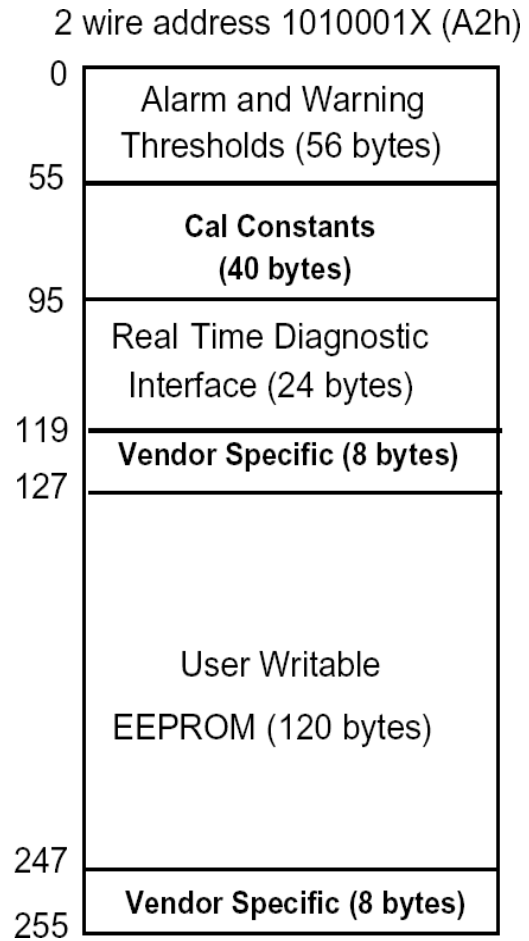 2 wire address 1010001X (A2h)
0
Alarm and Warning
Thresholds (56 bytes)
55
Cal Constants
(40 bytes)
95
Real Time Diagnostic
Interface (24 bytes)
119
Vendor Specific (8 bytes)
127
User Writable
EEPROM (120 bytes)
247
Vendor Specific (8 bytes)
255